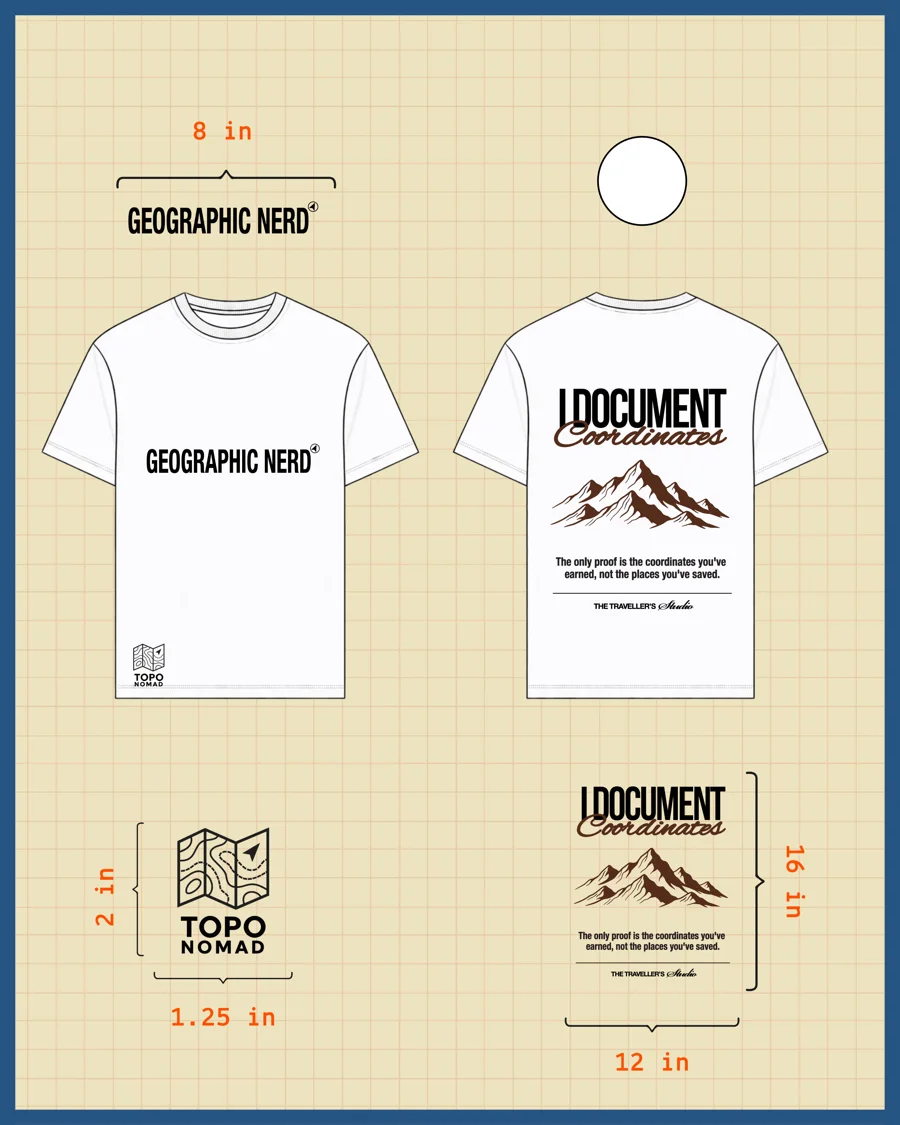 8 in
GEOGRAPHIC NERD
GEOGRAPHIC NERD
TOPO
NOMAD
I DOCUMENT
Coordinates
The only proof is the coordinates you've
earned, not the places you've saved.
THE TRAVELLER'S Studio
2 in
TOPO
NOMAD
1.25 in
I DOCUMENT
Coordinates
The only proof is the coordinates you've
earned, not the places you've saved.
THE TRAVELLER'S Studio
16 in
12 in